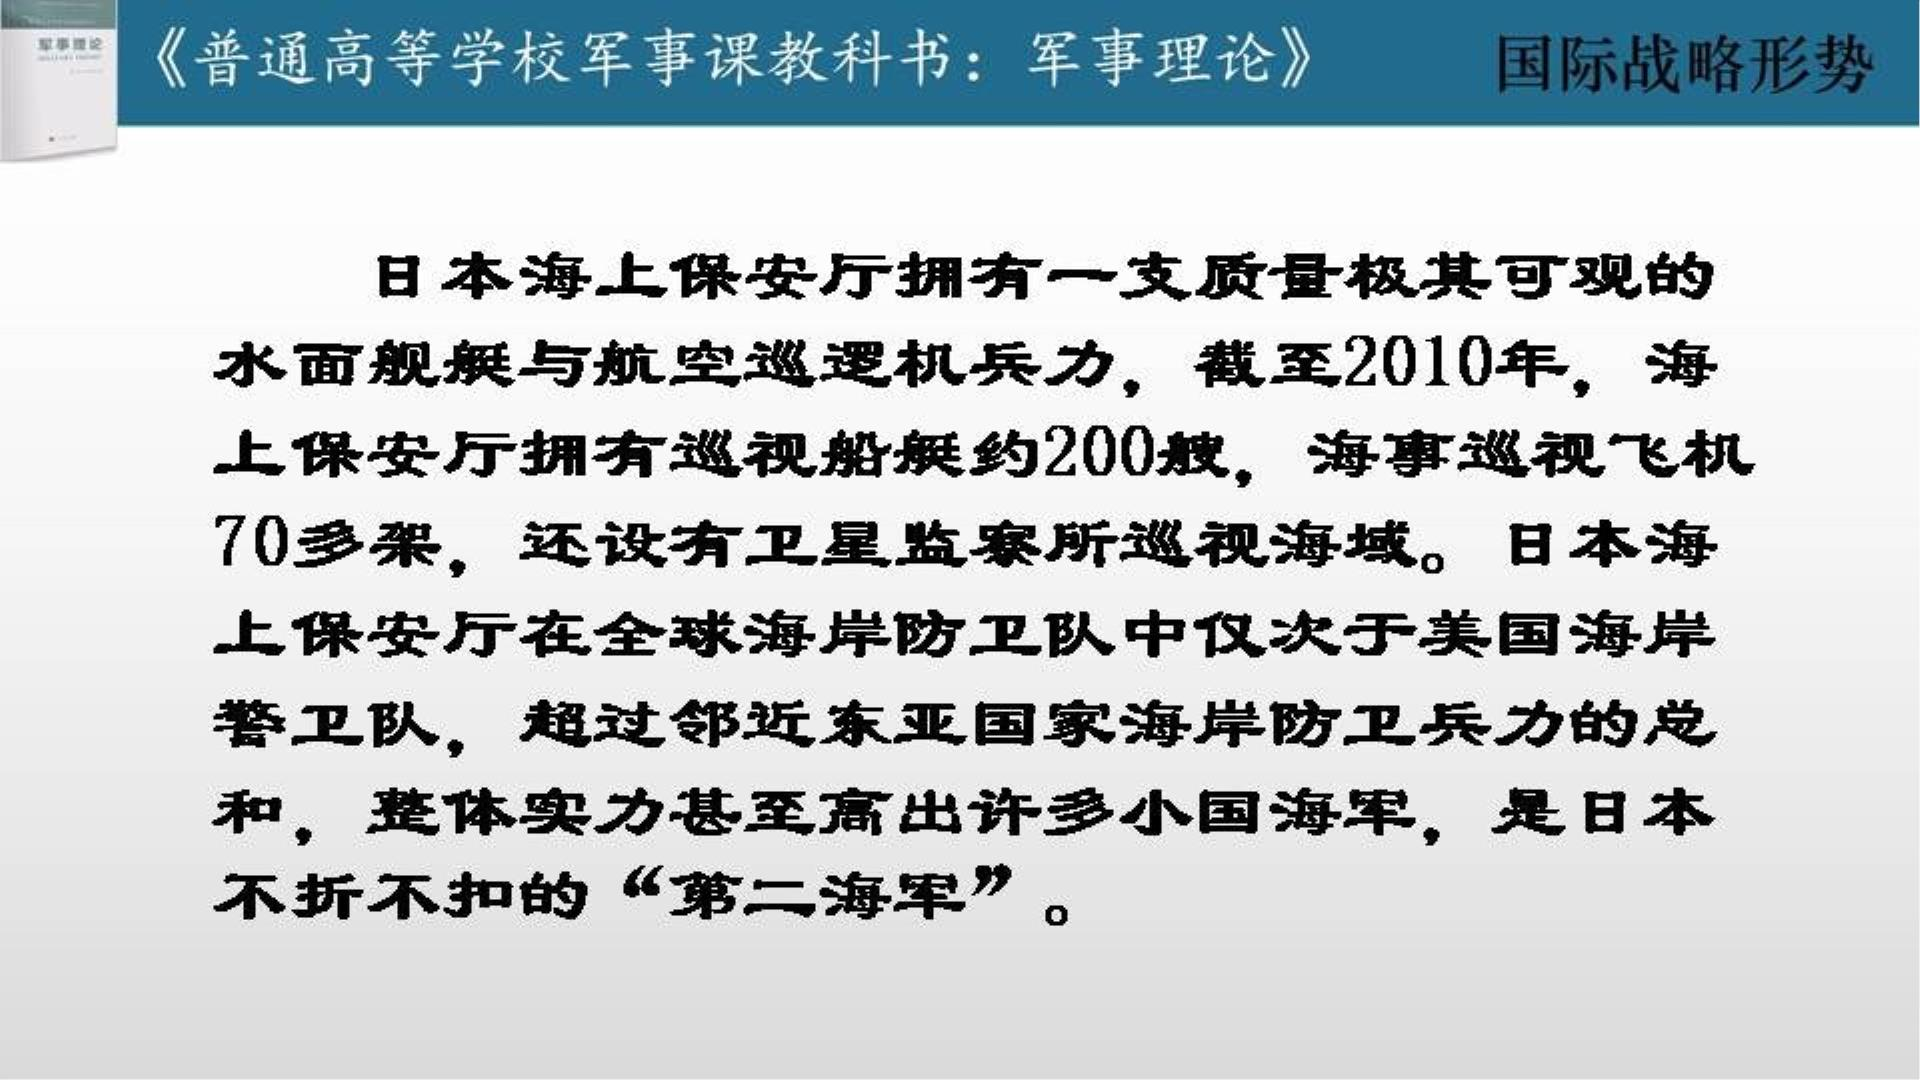 军事理论
《普通高等学校军事课教科书：军事理论》
国际战略形势
日本海上保安厅拥有一支质量极其可观的
水面舰艇与航空巡逻机兵力，截至2010年，海
上保安厅拥有巡视船艇约200艘，海事巡视飞机
70多架，还设有卫星监察所巡视海域。日本海
上保安厅在全球海岸防卫队中仅次于美国海岸
警卫队，超过邻近东亚国家海岸防卫兵力的总
和，整体实力甚至高出许多小国海军，是日本
不折不扣的“第二海军”。